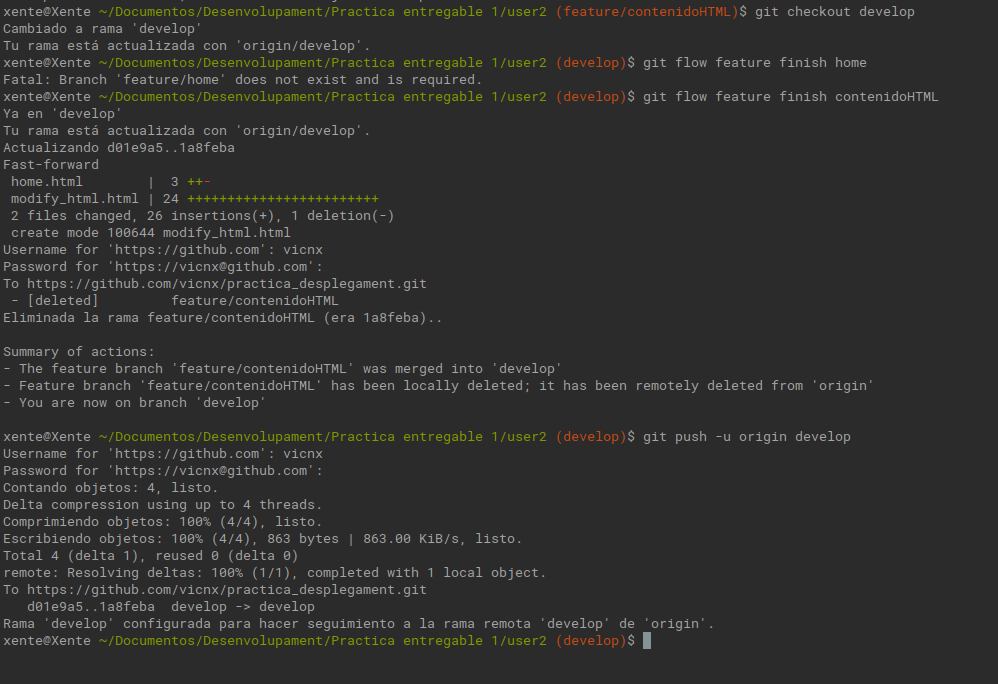 xente@Xente ~/Documentos/Desenvolupament/Practica entregable 1/user2 (feature/contenidoHTML)$ git checkout develop
Cambiado a rama 'develop'
Tu rama está actualizada con 'origin/develop'.
xente@Xente ~/Documentos/Desenvolupament/Practica entregable 1/user2 (develop)$ git flow feature finish home
Fatal: Branch 'feature/home' does not exist and is required.
xente@Xente ~/Documentos/Desenvolupament/Practica entregable 1/user2 (develop)$ git flow feature finish contenidoHTML
Ya en 'develop'
Tu rama está actualizada con 'origin/develop'.
Actualizando d01e9a5..1a8feba
Fast-forward
 home.html        |  3 ++-
 modify_html.html | 24 ++++++++++++++++++++++++
 2 files changed, 26 insertions(+), 1 deletion(-)
 create mode 100644 modify_html.html
Username for 'https://github.com': vicnx
Password for 'https://vicnx@github.com':
To https://github.com/vicnx/practica_desplegament.git
 - [deleted]         feature/contenidoHTML
Eliminada la rama feature/contenidoHTML (era 1a8feba)..

Summary of actions:
- The feature branch 'feature/contenidoHTML' was merged into 'develop'
- Feature branch 'feature/contenidoHTML' has been locally deleted; it has been remotely deleted from 'origin'
- You are now on branch 'develop'

xente@Xente ~/Documentos/Desenvolupament/Practica entregable 1/user2 (develop)$ git push -u origin develop
Username for 'https://github.com': vicnx
Password for 'https://vicnx@github.com':
Contando objetos: 4, listo.
Delta compression using up to 4 threads.
Comprimiendo objetos: 100% (4/4), listo.
Escribiendo objetos: 100% (4/4), 863 bytes | 863.00 KiB/s, listo.
Total 4 (delta 1), reused 0 (delta 0)
remote: Resolving deltas: 100% (1/1), completed with 1 local object.
To https://github.com/vicnx/practica_desplegament.git
   d01e9a5..1a8feba  develop -> develop
Rama 'develop' configurada para hacer seguimiento a la rama remota 'develop' de 'origin'.
xente@Xente ~/Documentos/Desenvolupament/Practica entregable 1/user2 (develop)$